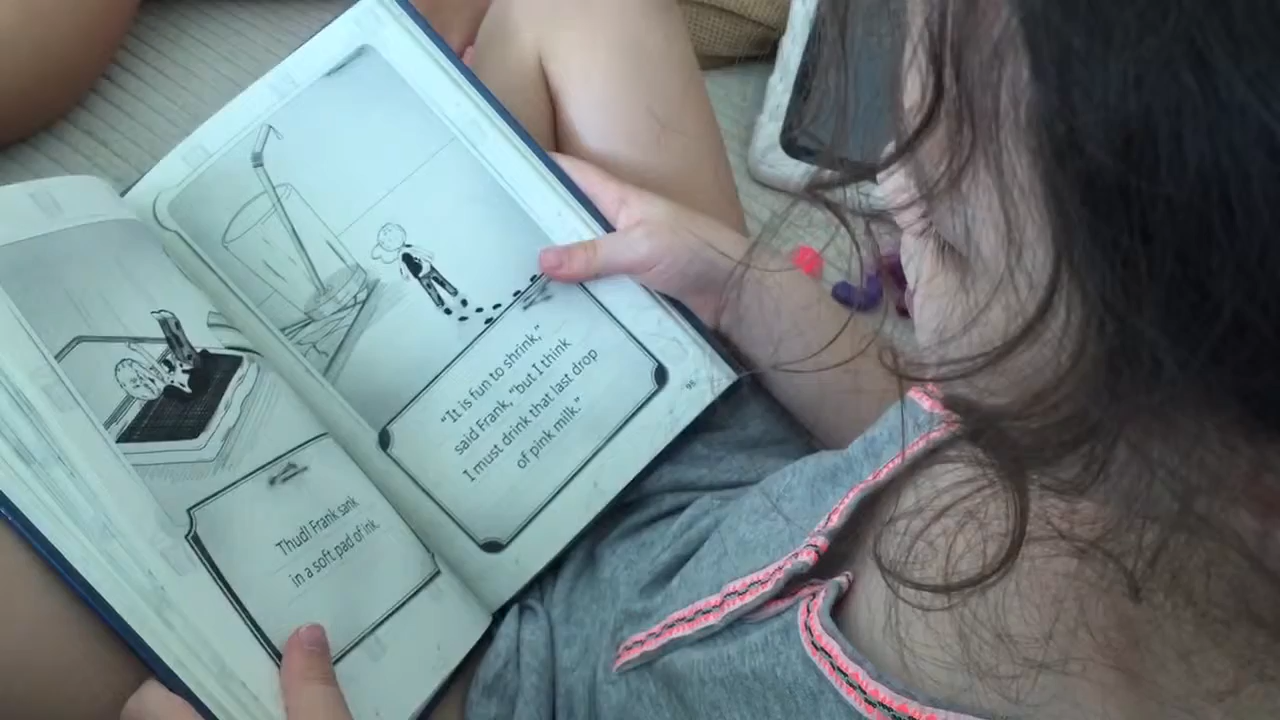 Thud! Frank sank
in a soft pad of ink.
"It is fun to shrink,"
said Frank, "but I think
I must drink that last drop
of pink milk."